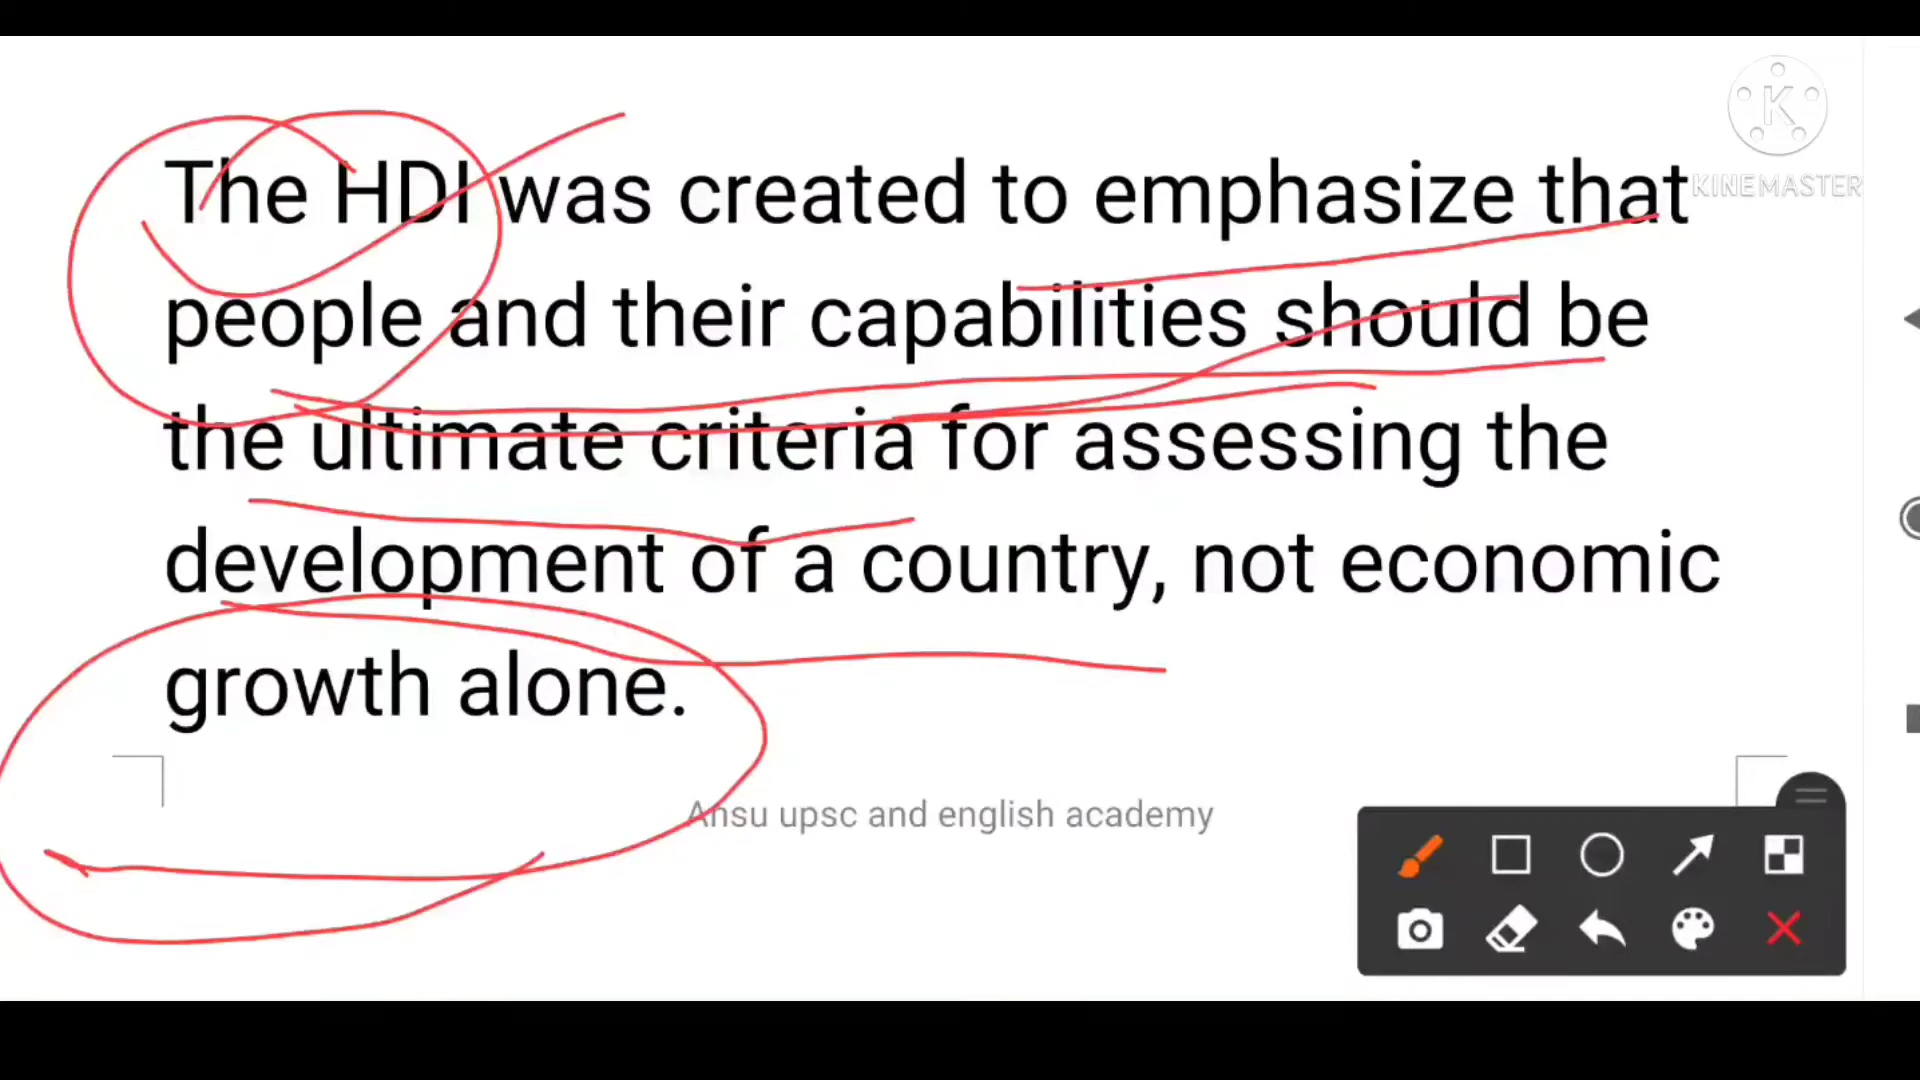 The HDI was created to emphasize that
people and their capabilities should be
the ultimate criteria for assessing the
development of a country, not economic
growth alone.
Ansu upsc and english academy
K
KINEMASTER